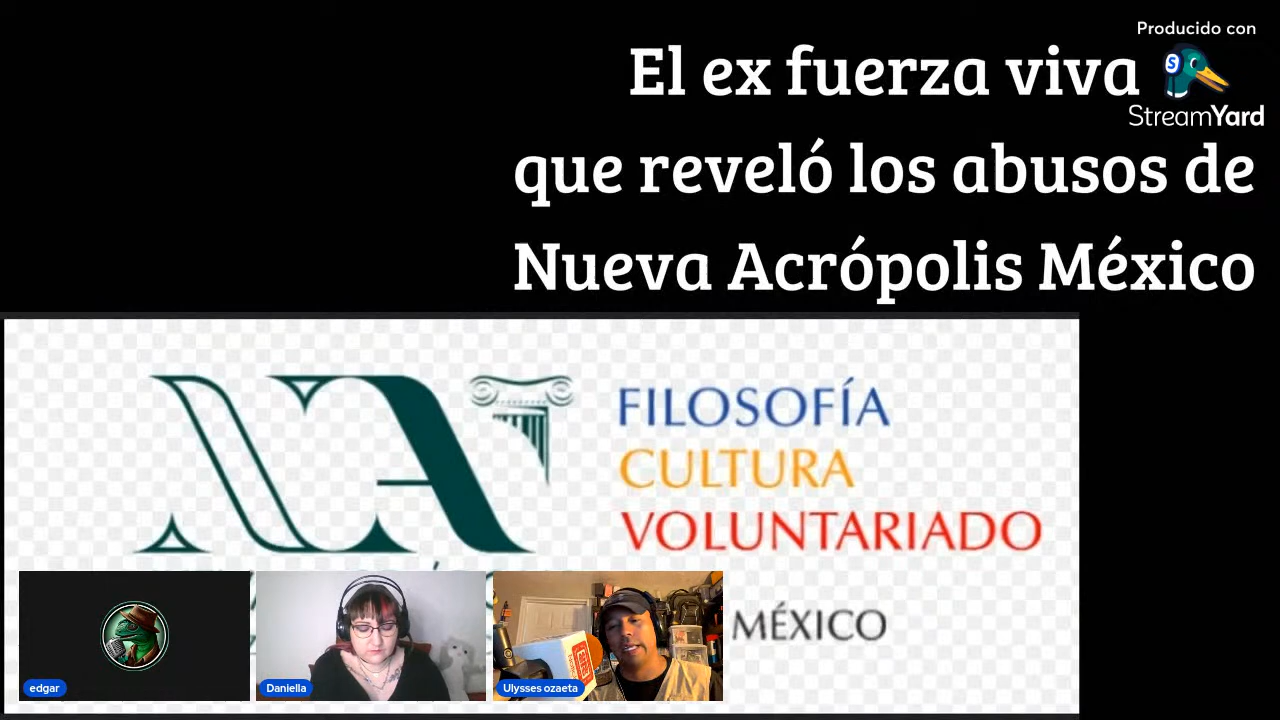 Producido con
StreamYard
El ex fuerza viva
que reveló los abusos de
Nueva Acrópolis México
NA
FILOSOFÍA
CULTURA
VOLUNTARIADO
MÉXICO
edgar
Daniella
Ulysses ozaeta